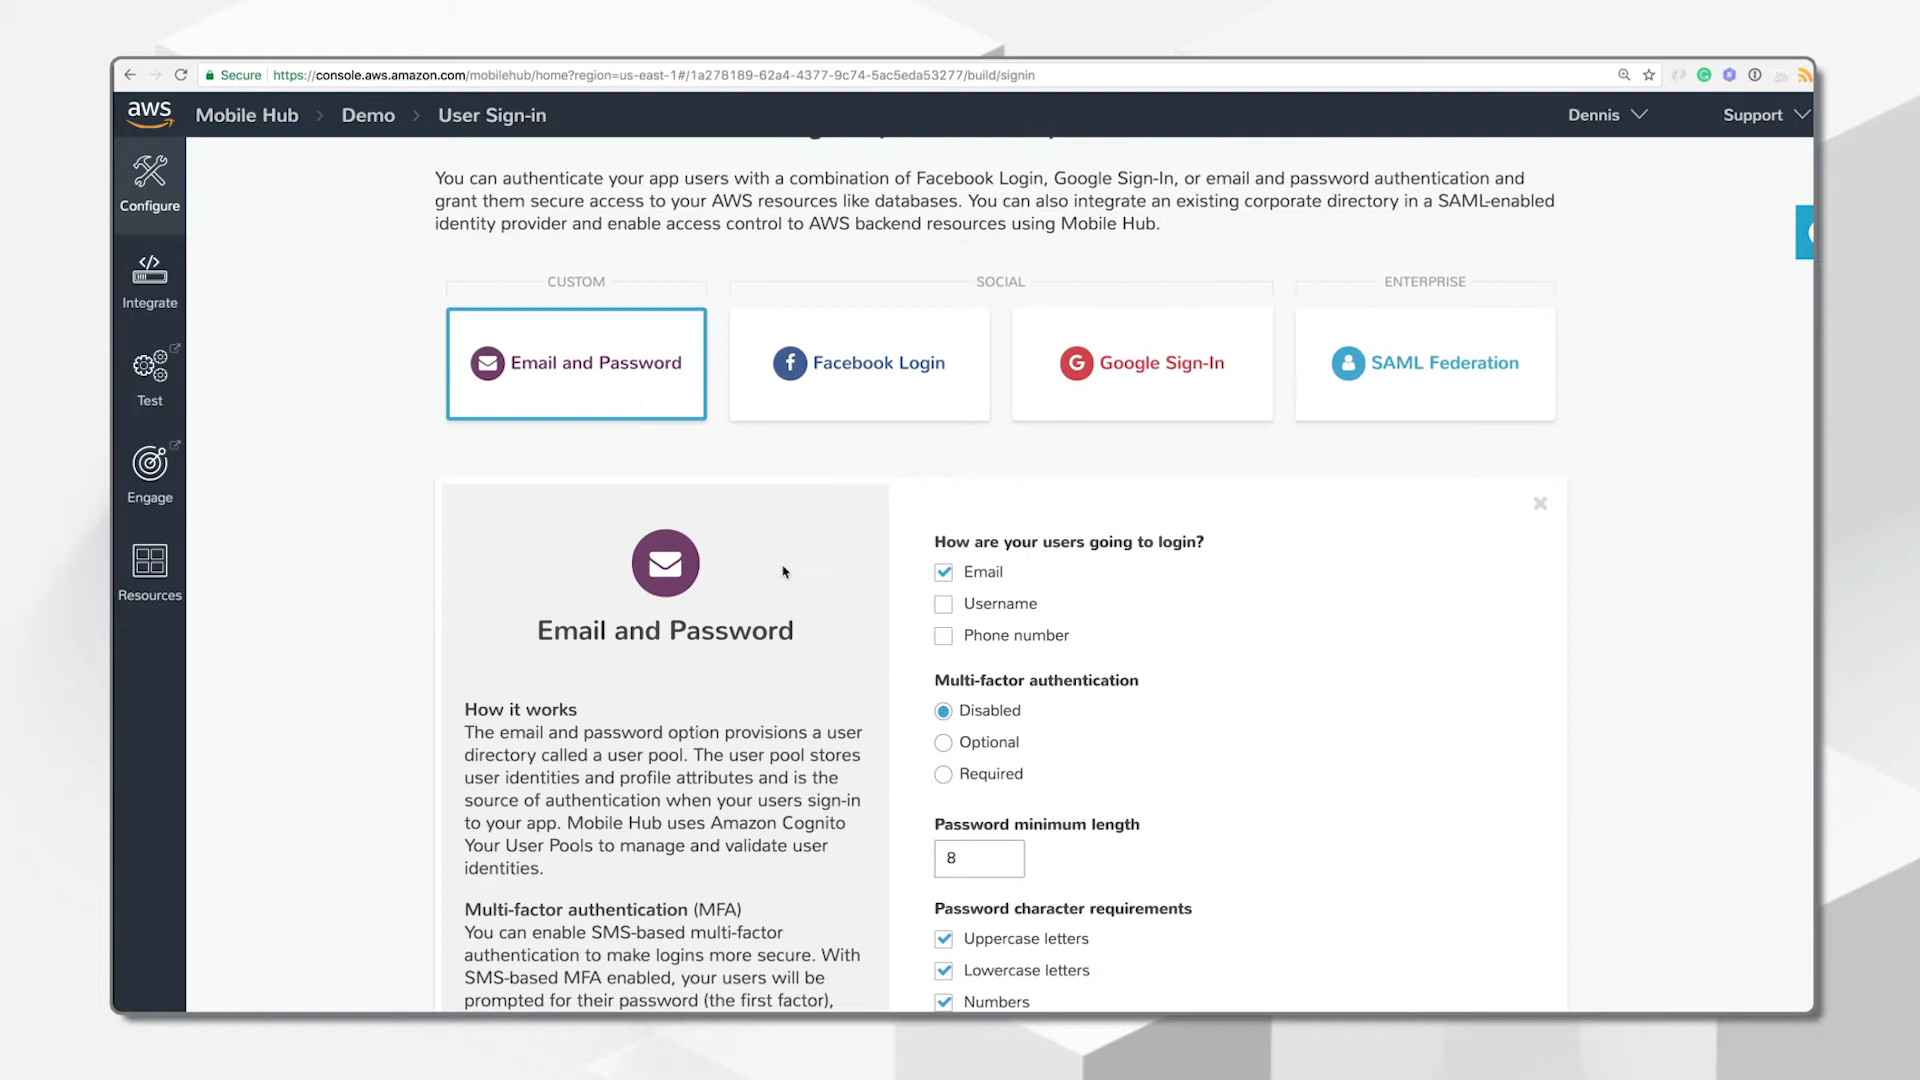 Secure
https://console.aws.amazon.com/mobilehub/home?region=us-east-1#/1a278189-62a4-4377-9c74-5ac5eda53277/build/signin
aws
Mobile Hub > Demo > User Sign-in
Dennis
Support
Configure
Integrate
Test
Engage
Resources
You can authenticate your app users with a combination of Facebook Login, Google Sign-In, or email and password authentication and
grant them secure access to your AWS resources like databases. You can also integrate an existing corporate directory in a SAML-enabled
identity provider and enable access control to AWS backend resources using Mobile Hub.
CUSTOM
SOCIAL
ENTERPRISE
Email and Password
f Facebook Login
G Google Sign-In
SAML Federation
Email and Password
How it works
The email and password option provisions a user
directory called a user pool. The user pool stores
user identities and profile attributes and is the
source of authentication when your users sign-in
to your app. Mobile Hub uses Amazon Cognito
Your User Pools to manage and validate user
identities.
Multi-factor authentication (MFA)
You can enable SMS-based multi-factor
authentication to make logins more secure. With
SMS-based MFA enabled, your users will be
prompted for their password (the first factor),
How are your users going to login?
Email
Username
Phone number
Multi-factor authentication
Disabled
Optional
Required
Password minimum length
8
Password character requirements
Uppercase letters
Lowercase letters
Numbers